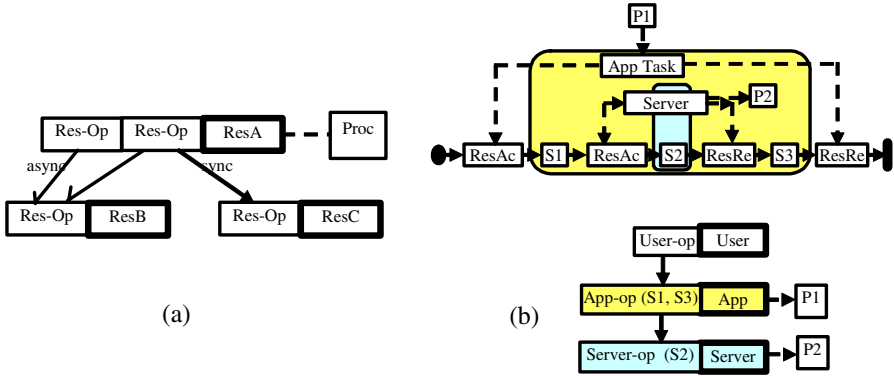 Res-Op Res-Op ResA Proc
async sync
Res-Op ResB Res-Op ResC
(a)
P1
App Task
Server P2
ResAc S1 ResAc S2 ResRe S3 ResRe
User-op User
App-op (S1, S3) App P1
Server-op (S2) Server P2
(b)